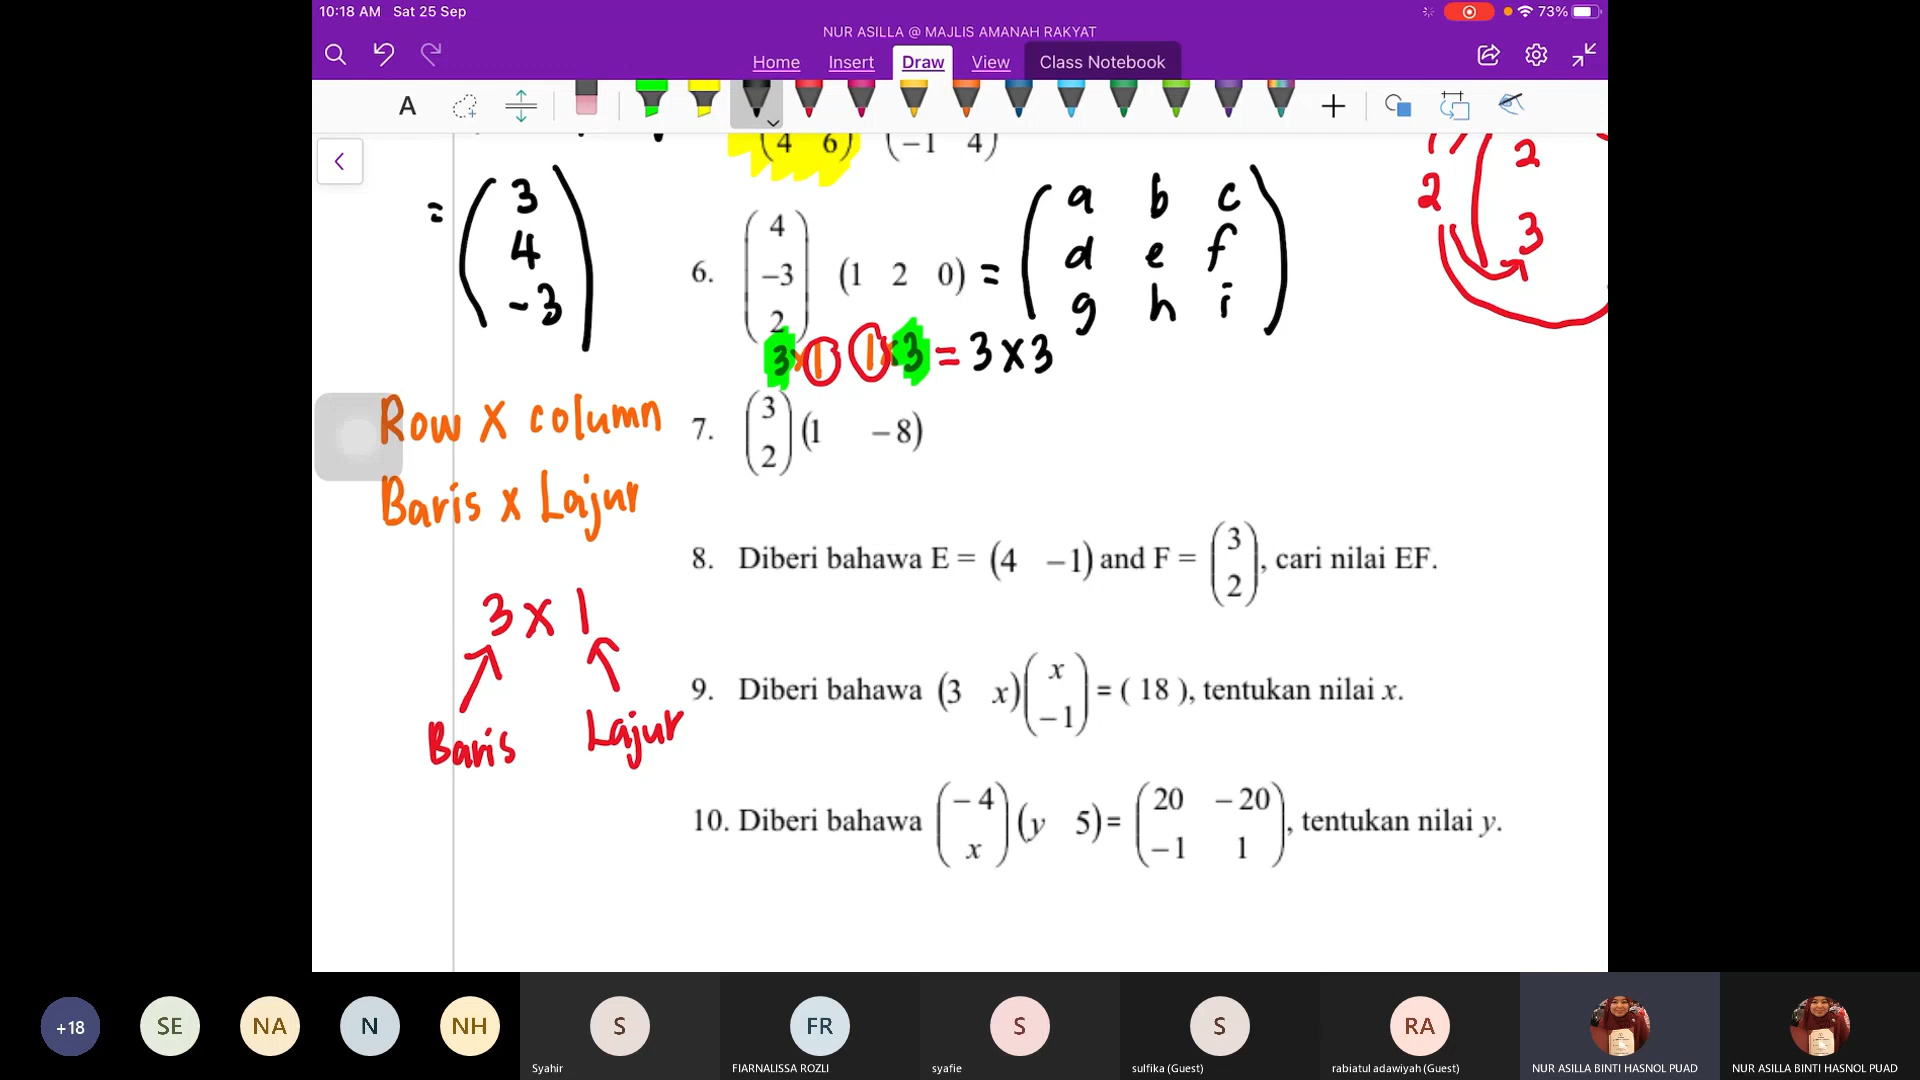 10:18 AM Sat 25 Sep
73%
NUR ASILLA @ MAJLIS AMANAH RAKYAT
Home Insert Draw View Class Notebook
A
(4 6) (-1 4)
= (3 4 -3)
6. (4 -3 2) (1 2 0) = (a b c d e f g h i)
3x1 1x3 = 3x3
2
2
3
Row X column
Baris x Lajur
7. (3 2) (1 -8)
8. Diberi bahawa E = (4 -1) and F = (3 2), cari nilai EF.
3 x 1
Baris Lajur
9. Diberi bahawa (3 x)(x -1) = ( 18 ), tentukan nilai x.
10. Diberi bahawa (-4 x)(y 5) = (20 -20 -1 1), tentukan nilai y.
+18 SE NA N NH S FR S S RA
Syahir FIARNALISSA ROZLI syafie sulfika (Guest) rabiatul adawiyah (Guest) NUR ASILLA BINTI HASNOL PUAD NUR ASILLA BINTI HASNOL PUAD